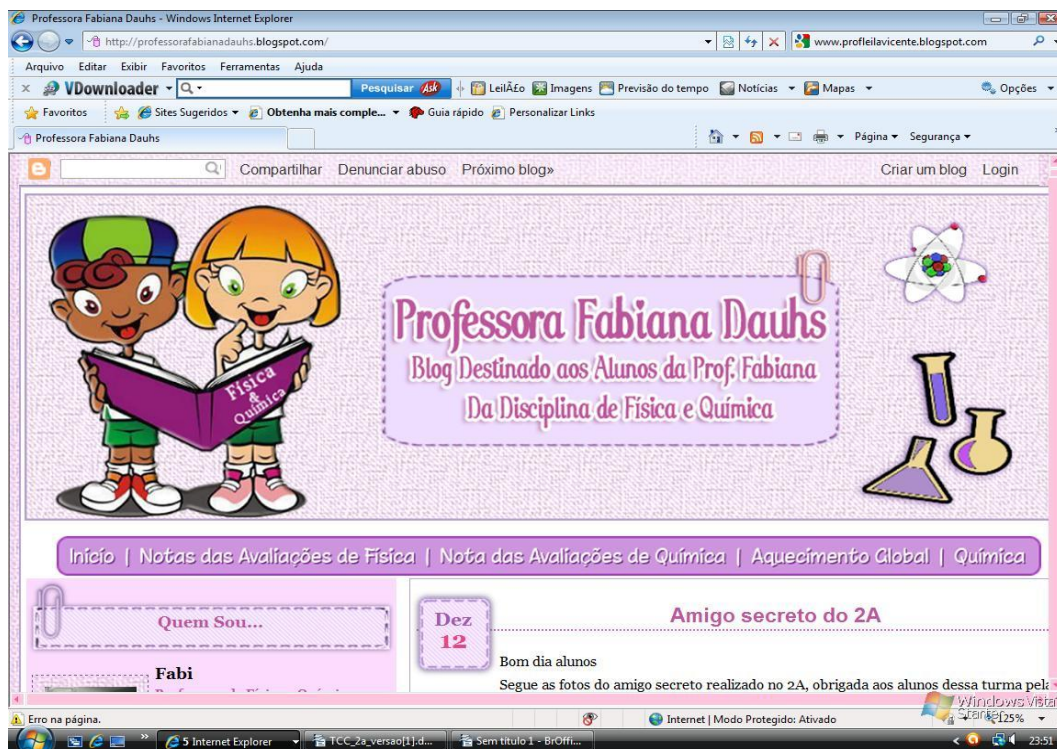 Professora Fabiana Dauhs - Windows Internet Explorer
http://professorafabianadauhs.blogspot.com/
www.profleilavicente.blogspot.com
Arquivo Editar Exibir Favoritos Ferramentas Ajuda
x VDownloader Pesquisar Ask LeilÃ£o Imagens Previsão do tempo Notícias Mapas Opções
Favoritos Sites Sugeridos Obtenha mais comple... Guia rápido Personalizar Links
Professora Fabiana Dauhs Página Segurança
Compartilhar Denunciar abuso Próximo blog» Criar um blog Login
Física
&
Química
Professora Fabiana Dauhs
Blog Destinado aos Alunos da Prof. Fabiana
Da Disciplina de Física e Química
Início | Notas das Avaliações de Física | Nota das Avaliações de Química | Aquecimento Global | Química
Quem Sou...
Fabi
Dez
12
Amigo secreto do 2A
Bom dia alunos
Segue as fotos do amigo secreto realizado no 2A, obrigada aos alunos dessa turma pela
Windows Vista
Erro na página. Internet | Modo Protegido: Ativado 125%
5 Internet Explorer TCC_2a_versao[1].d... Sem título 1 - BrOffi... 23:51